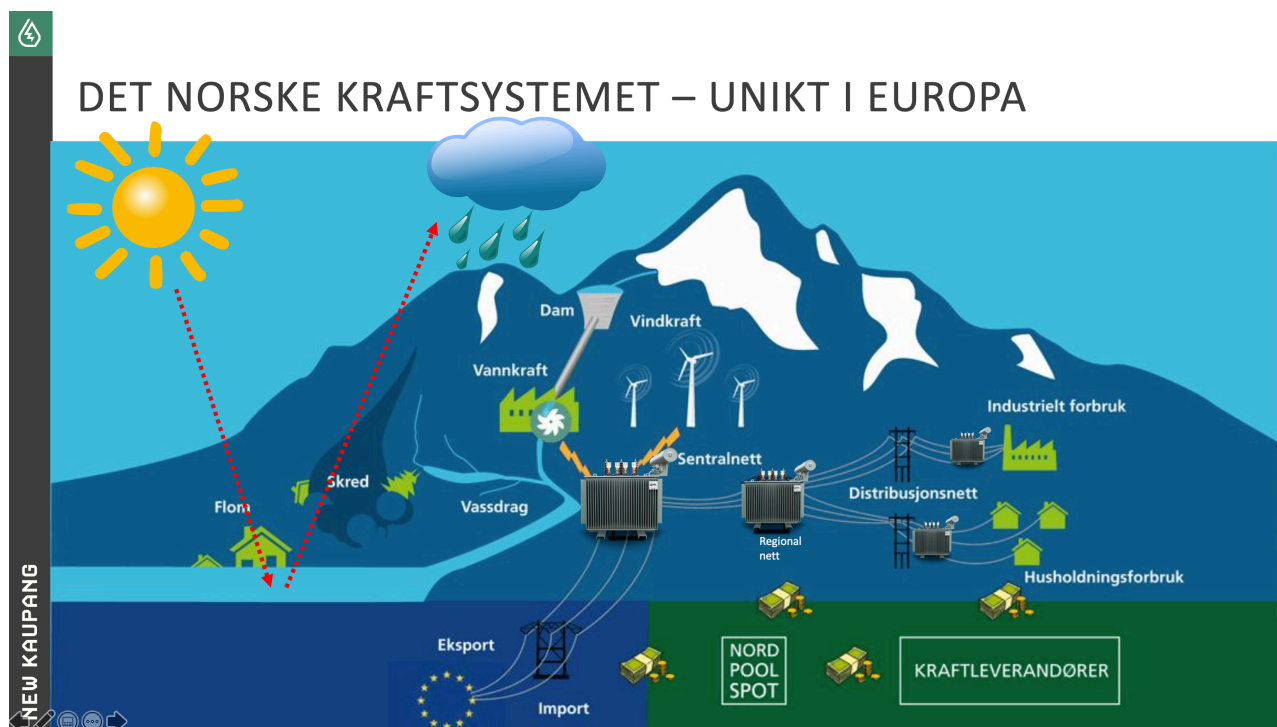 DET NORSKE KRAFTSYSTEMET – UNIKT I EUROPA
Dam
Vindkraft
Vannkraft
Industrielt forbruk
Sentralnett
Skred
Distribusjonsnett
Flom
Vassdrag
Regional
nett
Husholdningsforbruk
Eksport
Import
NORD
POOL
SPOT
KRAFTLEVERANDØRER
NEW KAUPANG